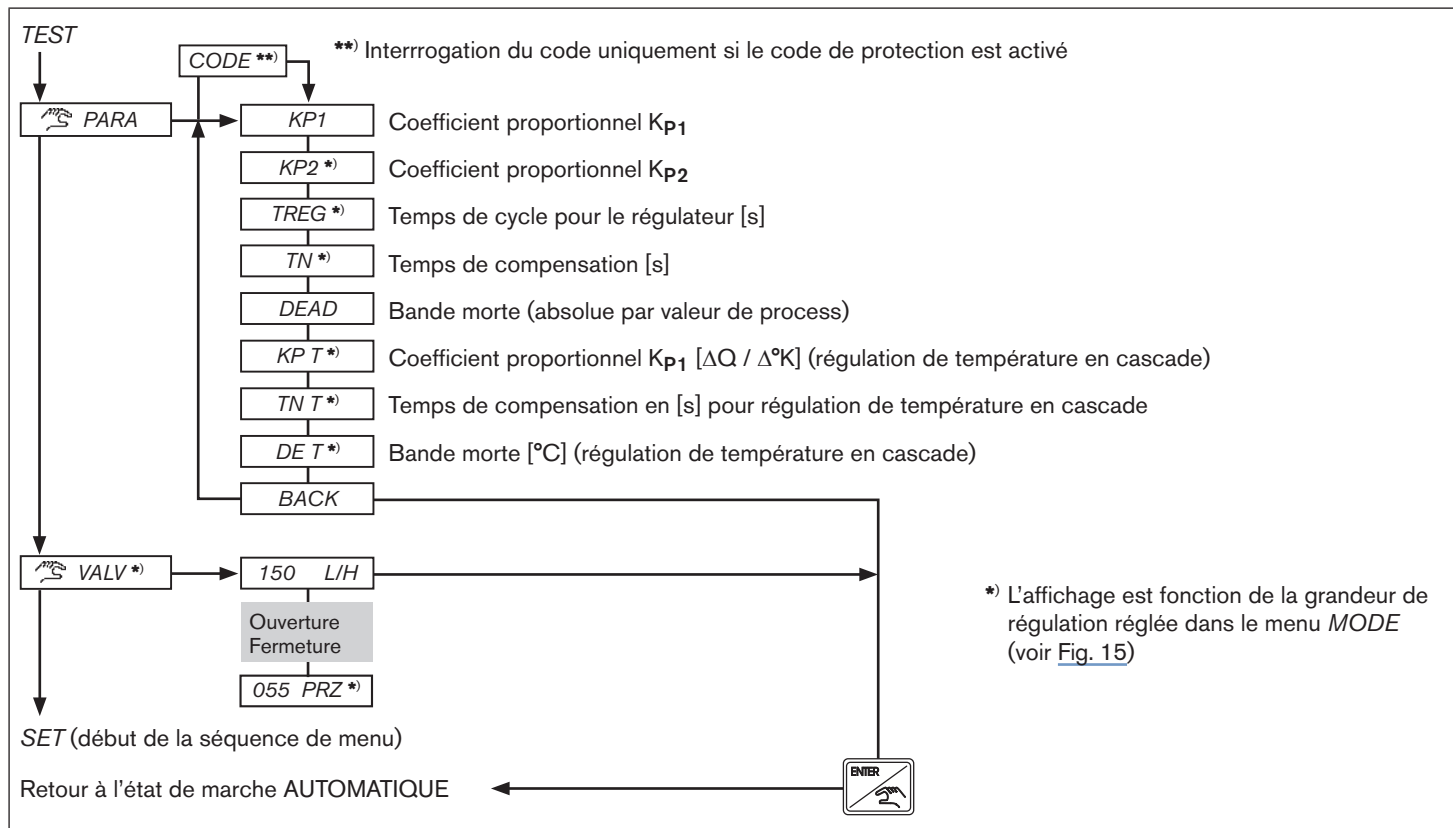 TEST
CODE **)
**) Interrrogation du code uniquement si le code de protection est activé
PARA
KP1
Coefficient proportionnel KP1
KP2 *)
Coefficient proportionnel KP2
TREG *)
Temps de cycle pour le régulateur [s]
TN *)
Temps de compensation [s]
DEAD
Bande morte (absolue par valeur de process)
KP T *)
Coefficient proportionnel KP1 [ΔQ / Δ°K] (régulation de température en cascade)
TN T *)
Temps de compensation en [s] pour régulation de température en cascade
DE T *)
Bande morte [°C] (régulation de température en cascade)
BACK
VALV *)
150 L/H
Ouverture
Fermeture
055 PRZ *)
*) L’affichage est fonction de la grandeur de
régulation réglée dans le menu MODE
(voir Fig. 15)
SET (début de la séquence de menu)
Retour à l’état de marche AUTOMATIQUE
ENTER